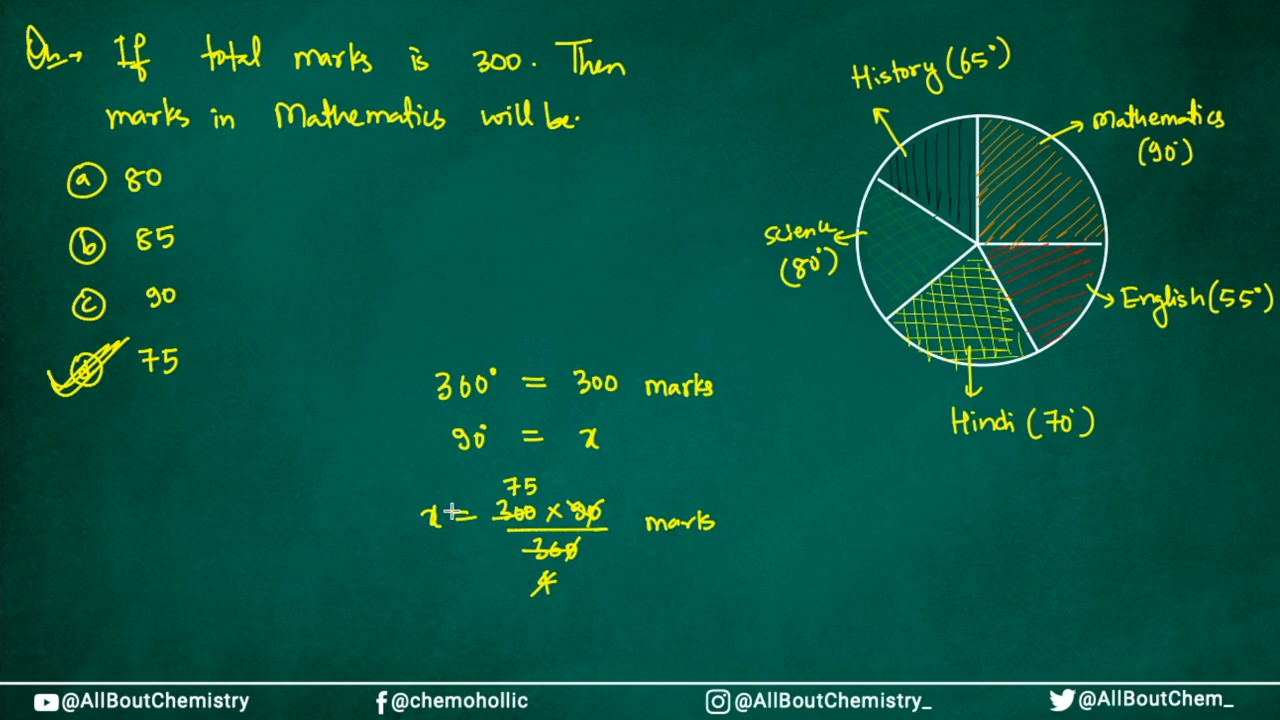 Qn → If total marks is 300. Then
marks in Mathematics will be.
a 80
b 85
c 90
75
360° = 300 marks
90° = x
75
x = 300 × 90 marks
360
4
History (65°)
Mathematics
(90°)
Science
(80°)
English (55°)
Hindi (70°)
@AllBoutChemistry
@chemohollic
@AllBoutChemistry_
@AllBoutChem_